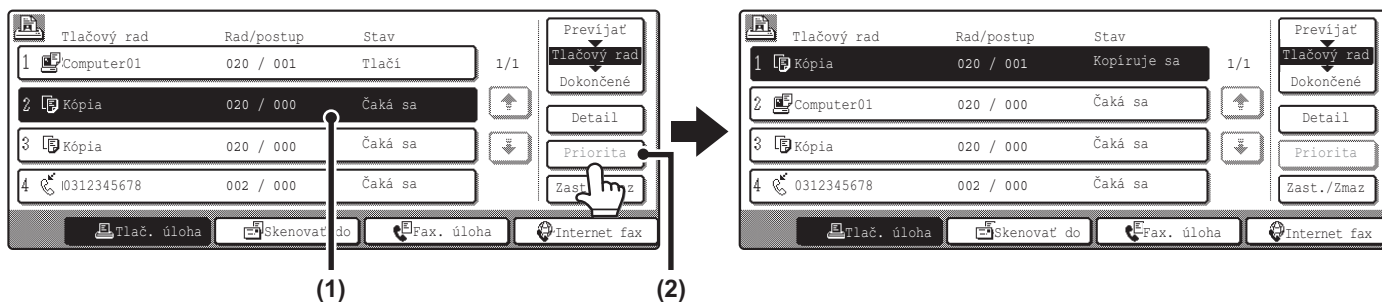 Tlačový rad Rad/postup Stav
1 Computer01 020 / 001 Tlačí
2 Kópia 020 / 000 Čaká sa
3 Kópia 020 / 000 Čaká sa
4 0312345678 002 / 000 Čaká sa
1/1
Prevíjať
Tlačový rad
Dokončené
Detail
Priorita
Zast. z
Tlač. úloha Skenovať do Fax. úloha Internet fax
(1) (2)
Tlačový rad Rad/postup Stav
1 Kópia 020 / 001 Kopíruje sa
2 Computer01 020 / 000 Čaká sa
3 Kópia 020 / 000 Čaká sa
4 0312345678 002 / 000 Čaká sa
1/1
Prevíjať
Tlačový rad
Dokončené
Detail
Priorita
Zast./Zmaz
Tlač. úloha Skenovať do Fax. úloha Internet fax